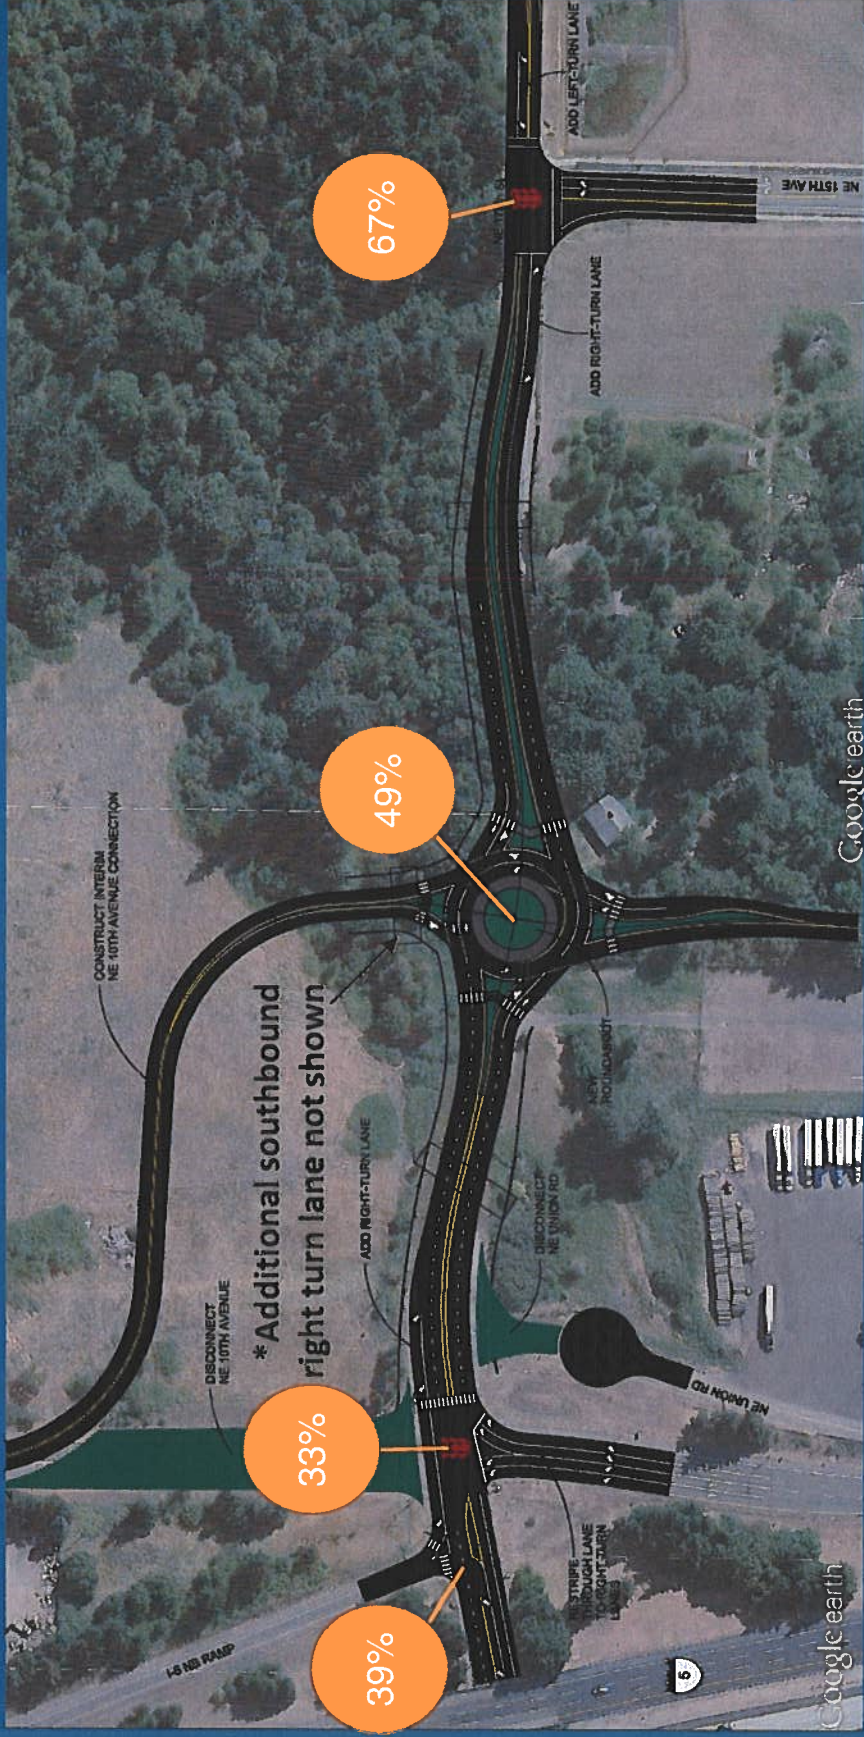 CONSTRUCT INTERIM
NE 10TH AVENUE CONNECTION
DISCONNECT
NE 10TH AVENUE
*Additional southbound
right turn lane not shown
ADD RIGHT-TURN LANE
39%
33%
49%
67%
I-5 NB RAMP
5
RESTRIPE
THROUGH LANE
TO RIGHT-TURN
LANES
DISCONNECT
NE UNION RD
NE UNION RD
NEW
ROUNDABOUT
ADD RIGHT-TURN LANE
ADD LEFT-TURN LANE
NE 15TH AVE
Google earth
Google earth